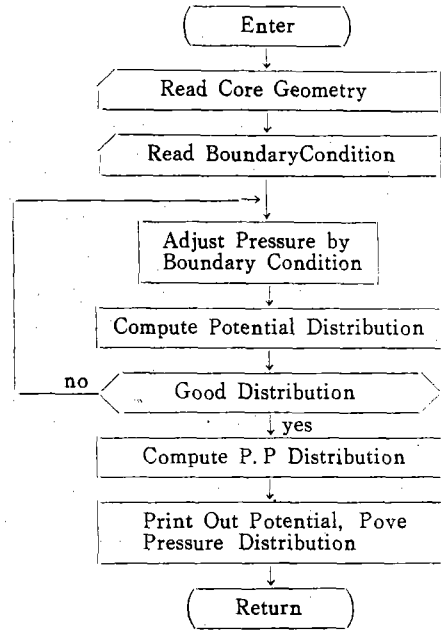 Enter
Read Core Geometry
Read BoundaryCondition
Adjust Pressure by
Boundary Condition
Compute Potential Distribution
no
Good Distribution
yes
Compute P.P Distribution
Print Out Potential, Pove
Pressure Distribution
Return